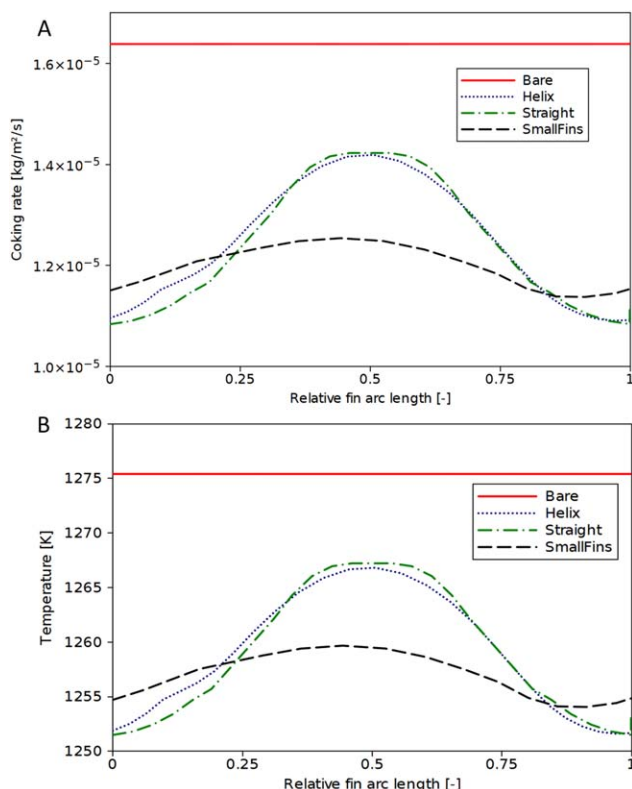 A
Coking rate [kg/m²/s]
1.6×10⁻⁵
1.4×10⁻⁵
1.2×10⁻⁵
1.0×10⁻⁵
Bare
Helix
Straight
SmallFins
0
0.25
0.5
0.75
1
Relative fin arc length [-]
B
Temperature [K]
1280
1275
1270
1265
1260
1255
1250
Bare
Helix
Straight
SmallFins
0
0.25
0.5
0.75
1
Relative fin arc length [-]